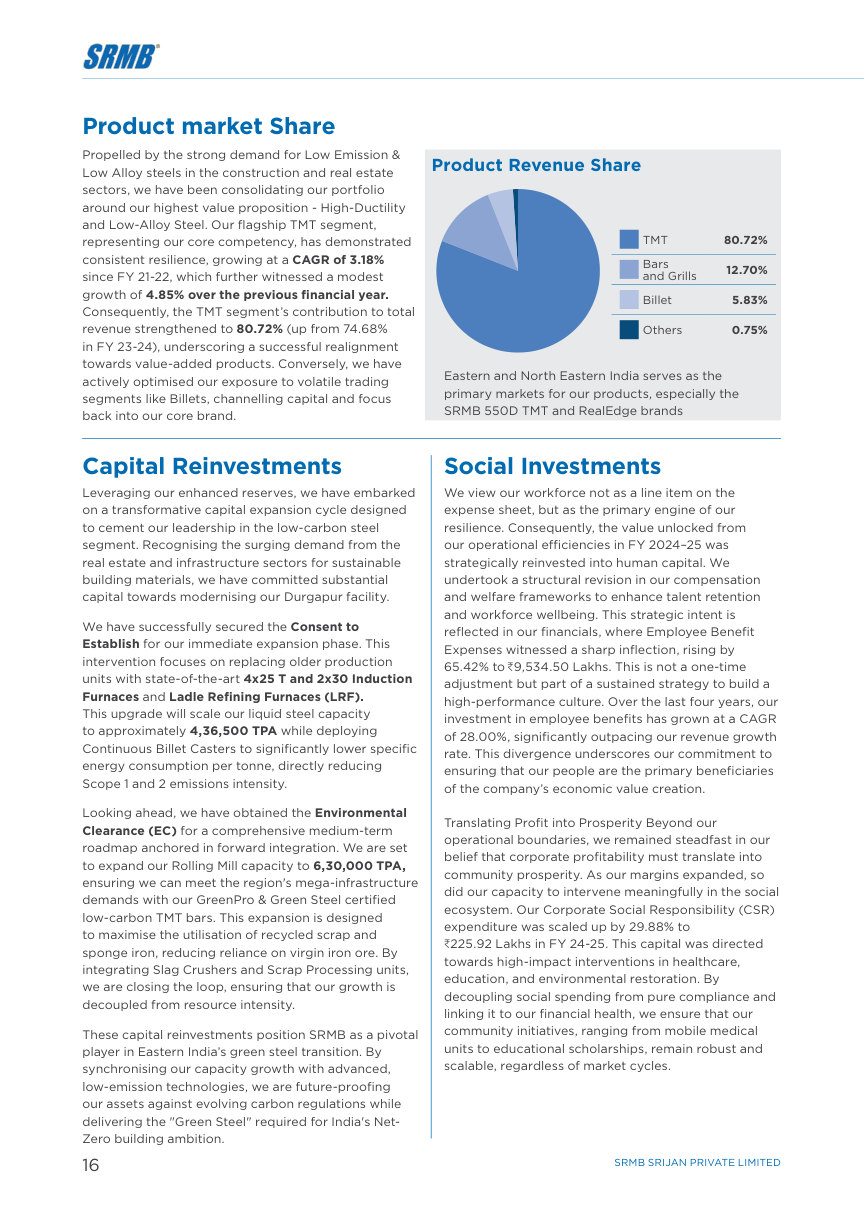 SRMB®
Product market Share
Propelled by the strong demand for Low Emission &
Low Alloy steels in the construction and real estate
sectors, we have been consolidating our portfolio
around our highest value proposition - High-Ductility
and Low-Alloy Steel. Our flagship TMT segment,
representing our core competency, has demonstrated
consistent resilience, growing at a CAGR of 3.18%
since FY 21-22, which further witnessed a modest
growth of 4.85% over the previous financial year.
Consequently, the TMT segment's contribution to total
revenue strengthened to 80.72% (up from 74.68%
in FY 23-24), underscoring a successful realignment
towards value-added products. Conversely, we have
actively optimised our exposure to volatile trading
segments like Billets, channelling capital and focus
back into our core brand.
Product Revenue Share
TMT 80.72%
Bars
and Grills 12.70%
Billet 5.83%
Others 0.75%
Eastern and North Eastern India serves as the
primary markets for our products, especially the
SRMB 550D TMT and RealEdge brands
Capital Reinvestments
Leveraging our enhanced reserves, we have embarked
on a transformative capital expansion cycle designed
to cement our leadership in the low-carbon steel
segment. Recognising the surging demand from the
real estate and infrastructure sectors for sustainable
building materials, we have committed substantial
capital towards modernising our Durgapur facility.
We have successfully secured the Consent to
Establish for our immediate expansion phase. This
intervention focuses on replacing older production
units with state-of-the-art 4x25 T and 2x30 Induction
Furnaces and Ladle Refining Furnaces (LRF).
This upgrade will scale our liquid steel capacity
to approximately 4,36,500 TPA while deploying
Continuous Billet Casters to significantly lower specific
energy consumption per tonne, directly reducing
Scope 1 and 2 emissions intensity.
Looking ahead, we have obtained the Environmental
Clearance (EC) for a comprehensive medium-term
roadmap anchored in forward integration. We are set
to expand our Rolling Mill capacity to 6,30,000 TPA,
ensuring we can meet the region's mega-infrastructure
demands with our GreenPro & Green Steel certified
low-carbon TMT bars. This expansion is designed
to maximise the utilisation of recycled scrap and
sponge iron, reducing reliance on virgin iron ore. By
integrating Slag Crushers and Scrap Processing units,
we are closing the loop, ensuring that our growth is
decoupled from resource intensity.
These capital reinvestments position SRMB as a pivotal
player in Eastern India's green steel transition. By
synchronising our capacity growth with advanced,
low-emission technologies, we are future-proofing
our assets against evolving carbon regulations while
delivering the "Green Steel" required for India's Net-
Zero building ambition.
Social Investments
We view our workforce not as a line item on the
expense sheet, but as the primary engine of our
resilience. Consequently, the value unlocked from
our operational efficiencies in FY 2024–25 was
strategically reinvested into human capital. We
undertook a structural revision in our compensation
and welfare frameworks to enhance talent retention
and workforce wellbeing. This strategic intent is
reflected in our financials, where Employee Benefit
Expenses witnessed a sharp inflection, rising by
65.42% to ₹9,534.50 Lakhs. This is not a one-time
adjustment but part of a sustained strategy to build a
high-performance culture. Over the last four years, our
investment in employee benefits has grown at a CAGR
of 28.00%, significantly outpacing our revenue growth
rate. This divergence underscores our commitment to
ensuring that our people are the primary beneficiaries
of the company's economic value creation.
Translating Profit into Prosperity Beyond our
operational boundaries, we remained steadfast in our
belief that corporate profitability must translate into
community prosperity. As our margins expanded, so
did our capacity to intervene meaningfully in the social
ecosystem. Our Corporate Social Responsibility (CSR)
expenditure was scaled up by 29.88% to
₹225.92 Lakhs in FY 24-25. This capital was directed
towards high-impact interventions in healthcare,
education, and environmental restoration. By
decoupling social spending from pure compliance and
linking it to our financial health, we ensure that our
community initiatives, ranging from mobile medical
units to educational scholarships, remain robust and
scalable, regardless of market cycles.
16
SRMB SRIJAN PRIVATE LIMITED